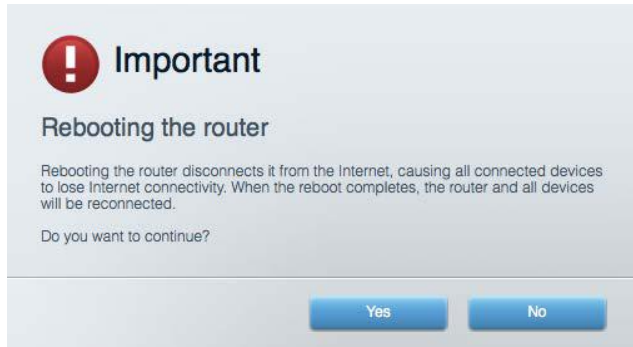 Important
Rebooting the router
Rebooting the router disconnects it from the Internet, causing all connected devices
to lose Internet connectivity. When the reboot completes, the router and all devices
will be reconnected.
Do you want to continue?
Yes
No